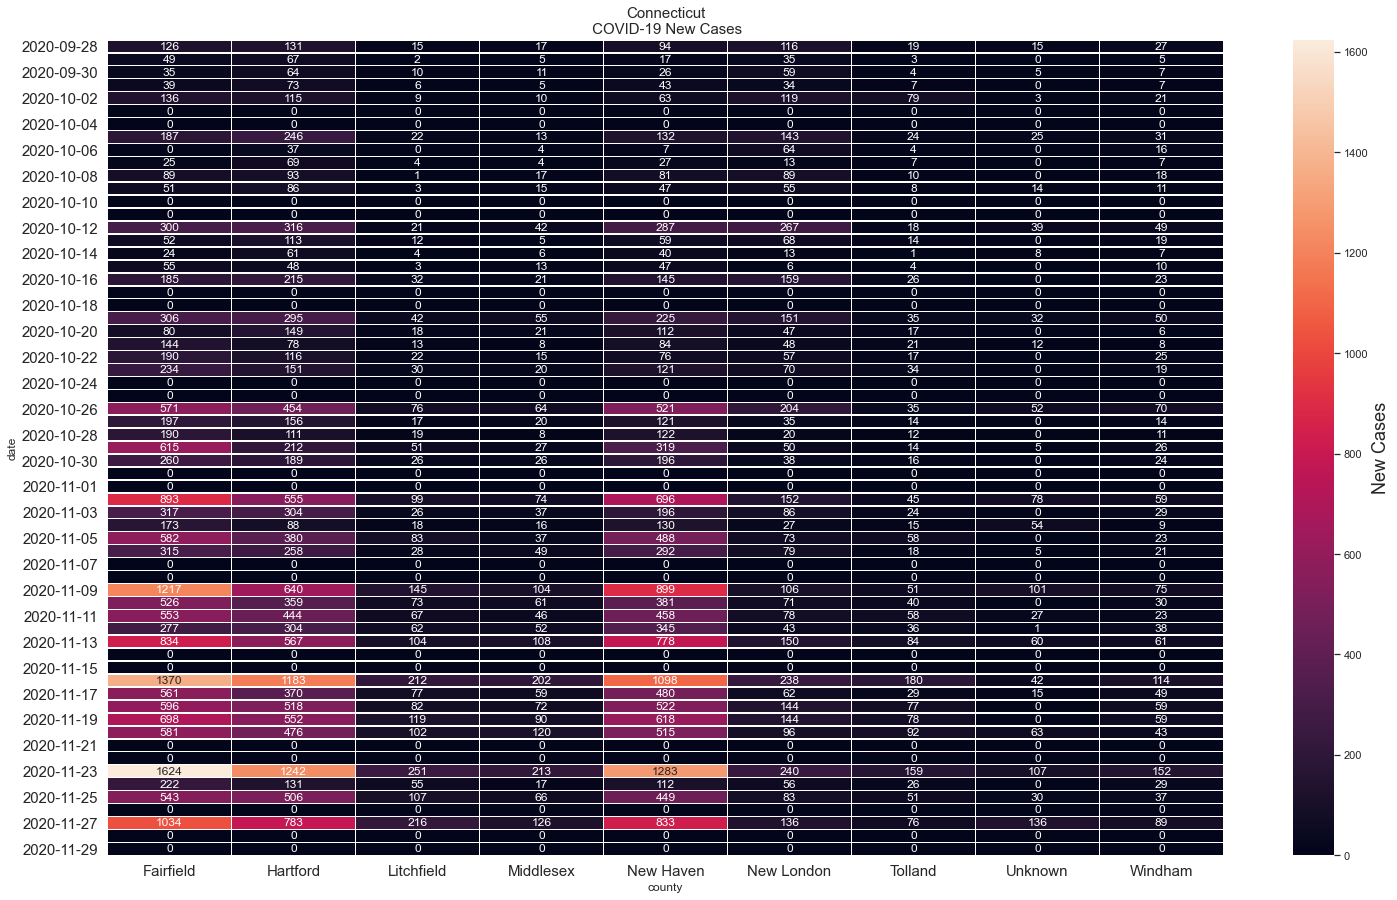 Connecticut
COVID-19 New Cases
2020-09-28 126 131 15 17 94 116 19 15 27
49 67 2 5 17 35 3 0 5
2020-09-30 35 64 10 11 26 59 4 5 7
39 73 6 5 43 34 7 0 7
2020-10-02 136 115 9 10 63 119 79 3 21
0 0 0 0 0 0 0 0 0
2020-10-04 0 0 0 0 0 0 0 0 0
187 246 22 13 132 143 24 25 31
2020-10-06 0 37 0 4 7 64 4 0 16
25 69 4 4 27 13 7 0 7
2020-10-08 89 93 1 17 81 89 10 0 18
51 86 3 15 47 55 8 14 11
2020-10-10 0 0 0 0 0 0 0 0 0
0 0 0 0 0 0 0 0 0
2020-10-12 300 316 21 42 287 267 18 39 49
52 113 12 5 59 68 14 0 19
2020-10-14 24 61 4 6 40 13 1 8 7
55 48 3 13 47 6 4 0 10
2020-10-16 185 215 32 21 145 159 26 0 23
0 0 0 0 0 0 0 0 0
2020-10-18 0 0 0 0 0 0 0 0 0
306 295 42 55 225 151 35 32 50
2020-10-20 80 149 18 21 112 47 17 0 6
144 78 13 8 84 48 21 12 8
2020-10-22 190 116 22 15 76 57 17 0 25
234 151 30 20 121 70 34 0 19
2020-10-24 0 0 0 0 0 0 0 0 0
0 0 0 0 0 0 0 0 0
2020-10-26 571 454 76 64 521 204 35 52 70
197 156 17 20 121 35 14 0 14
2020-10-28 190 111 19 8 122 20 12 0 11
615 212 51 27 319 50 14 5 26
2020-10-30 260 189 26 26 196 38 16 0 24
0 0 0 0 0 0 0 0 0
2020-11-01 0 0 0 0 0 0 0 0 0
893 555 99 74 696 152 45 78 59
2020-11-03 317 304 26 37 196 86 24 0 29
173 88 18 16 130 27 15 54 9
2020-11-05 582 380 83 37 488 73 58 0 23
315 258 28 49 292 79 18 5 21
2020-11-07 0 0 0 0 0 0 0 0 0
0 0 0 0 0 0 0 0 0
2020-11-09 1217 640 145 104 899 106 51 101 75
526 359 73 61 381 71 40 0 30
2020-11-11 553 444 67 46 458 78 58 27 23
277 304 62 52 345 43 36 1 38
2020-11-13 834 567 104 108 778 150 84 60 61
0 0 0 0 0 0 0 0 0
2020-11-15 0 0 0 0 0 0 0 0 0
1370 1183 212 202 1098 238 180 42 114
2020-11-17 561 370 77 59 480 62 29 15 49
596 518 82 72 522 144 77 0 59
2020-11-19 698 552 119 90 618 144 78 0 59
581 476 102 120 515 96 92 63 43
2020-11-21 0 0 0 0 0 0 0 0 0
0 0 0 0 0 0 0 0 0
2020-11-23 1624 1242 251 213 1283 240 159 107 152
222 131 55 17 112 56 26 0 29
2020-11-25 543 506 107 66 449 83 51 30 37
0 0 0 0 0 0 0 0 0
2020-11-27 1034 783 216 126 833 136 76 136 89
0 0 0 0 0 0 0 0 0
2020-11-29 0 0 0 0 0 0 0 0 0
Fairfield Hartford Litchfield Middlesex New Haven New London Tolland Unknown Windham
county
date
1600
1400
1200
1000
800
600
400
200
0
New Cases